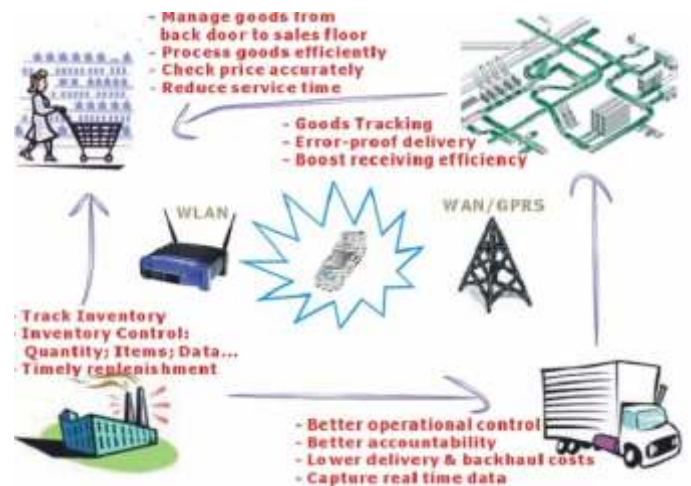 - Manage goods from
back door to sales floor
- Process goods efficiently
- Check price accurately
- Reduce service time
- Goods Tracking
- Error-proof delivery
- Boost receiving efficiency
WLAN
WAN/GPRS
- Track Inventory
- Inventory Control:
Quantity; Items; Data...
- Timely replenishment
- Better operational control
- Better accountability
- Lower delivery & backhaul costs
- Capture real time data